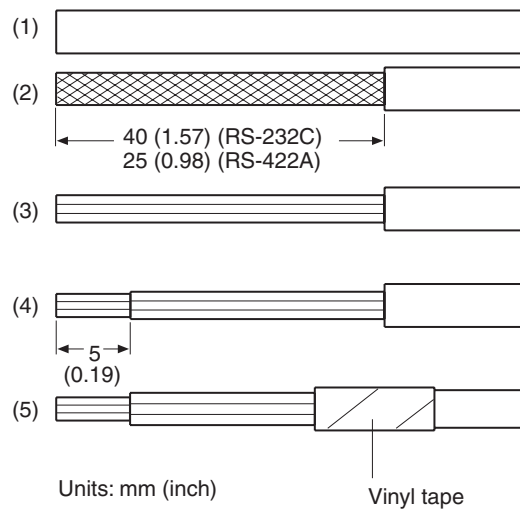 (1)
(2)
40 (1.57) (RS-232C)
25 (0.98) (RS-422A)
(3)
(4)
5
(0.19)
(5)
Units: mm (inch)
Vinyl tape